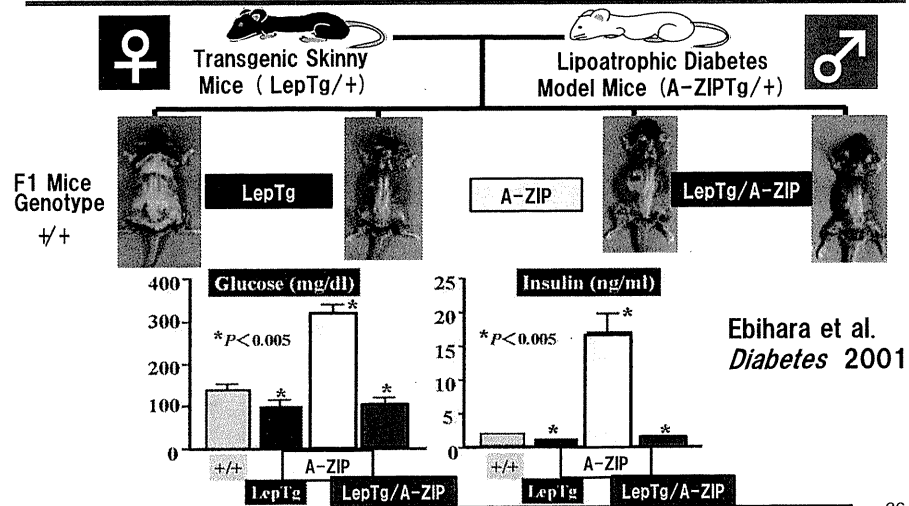 ♀
Transgenic Skinny
Mice ( LepTg/+)
Lipoatrophic Diabetes
Model Mice (A-ZIPTg/+)
♂
F1 Mice
Genotype
+/+
LepTg
A-ZIP
LepTg/A-ZIP
Glucose (mg/dl)
400
300
200
100
0
*P<0.005
*
*
*
+/+
LepTg
A-ZIP
LepTg/A-ZIP
Insulin (ng/ml)
25
20
15
10
5
0
*P<0.005
*
*
*
+/+
LepTg
A-ZIP
LepTg/A-ZIP
Ebihara et al.
Diabetes 2001